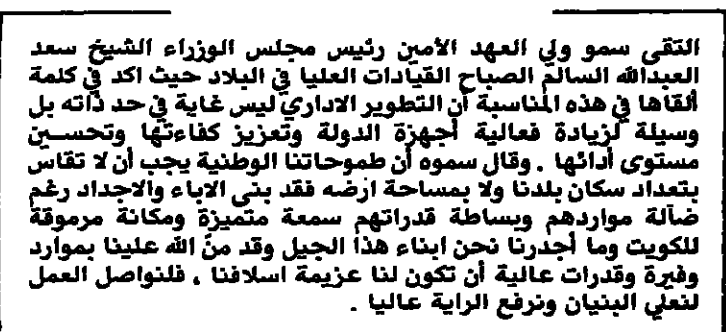 التقى سمو ولي العهد الأمين رئيس مجلس الوزراء الشيخ سعد
العبدالله السالم الصباح القيادات العليا في البلاد حيث اكد في كلمة
ألقاها في هذه المناسبة أن التطوير الاداري ليس غاية في حد ذاته بل
وسيلة لزيادة فعالية أجهزة الدولة وتعزيز كفاءتها وتحسين
مستوى أدائها . وقال سموه أن طموحاتنا الوطنية يجب أن لا تقاس
بتعداد سكان بلدنا ولا بمساحة ارضه فقد بنى الاباء والاجداد رغم
ضآلة مواردهم وبساطة قدراتهم سمعة متميزة ومكانة مرموقة
للكويت وما أجدرنا نحن ابناء هذا الجيل وقد منّ الله علينا بموارد
وفيرة وقدرات عالية أن تكون لنا عزيمة اسلافنا ، فلنواصل العمل
لنعلي البنيان ونرفع الراية عاليا .